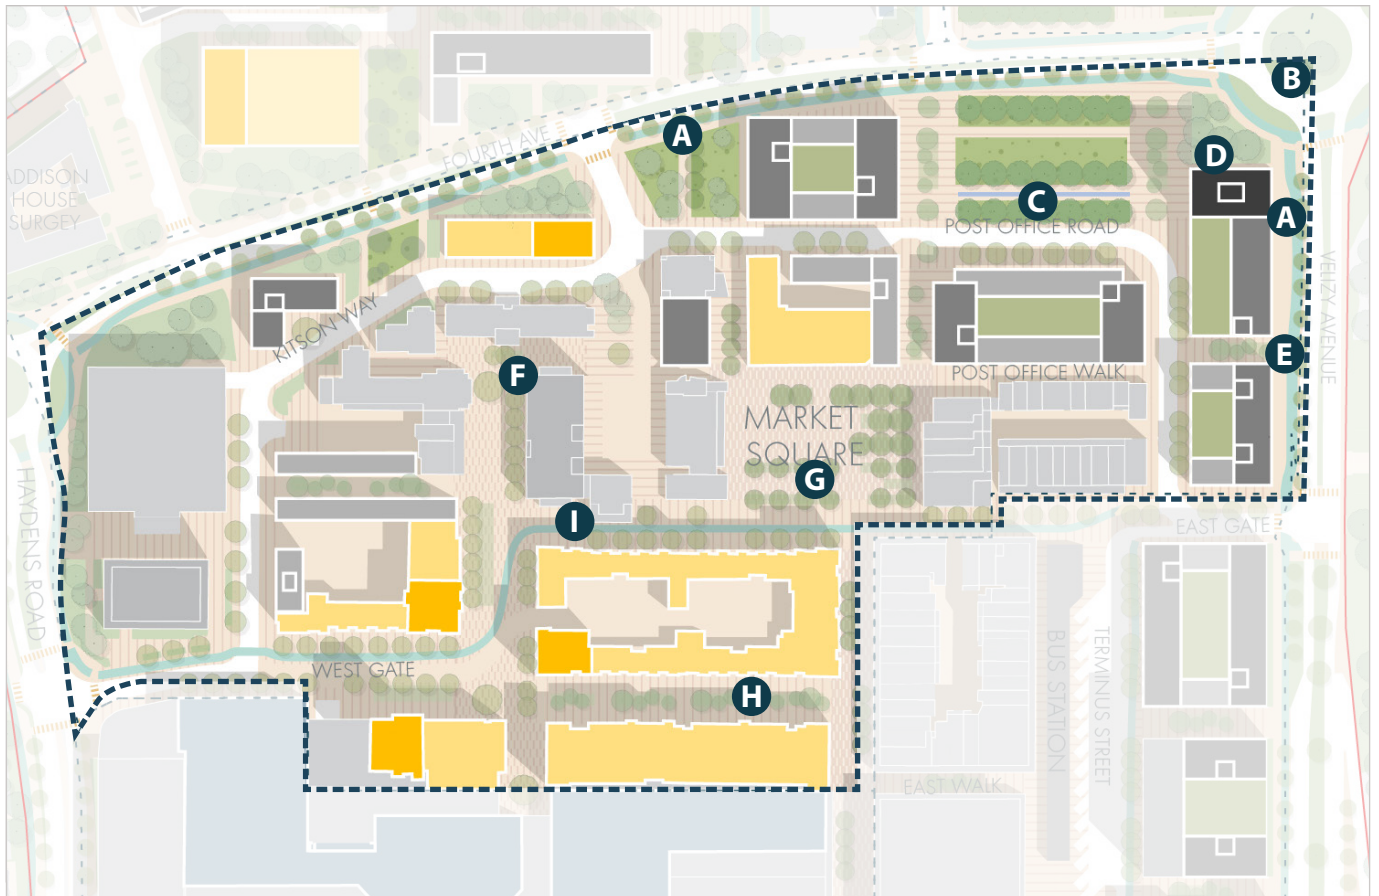 B
FOURTH AVE
A
D
ADDISON
HOUSE
SURGEY
C
A
POST OFFICE ROAD
VELIZY AVENUE
KITSON WAY
E
F
POST OFFICE WALK
MARKET
SQUARE
G
HAYDENS ROAD
I
EAST GATE
BUS STATION
TERMINUS STREET
WEST GATE
H
EAST WALK